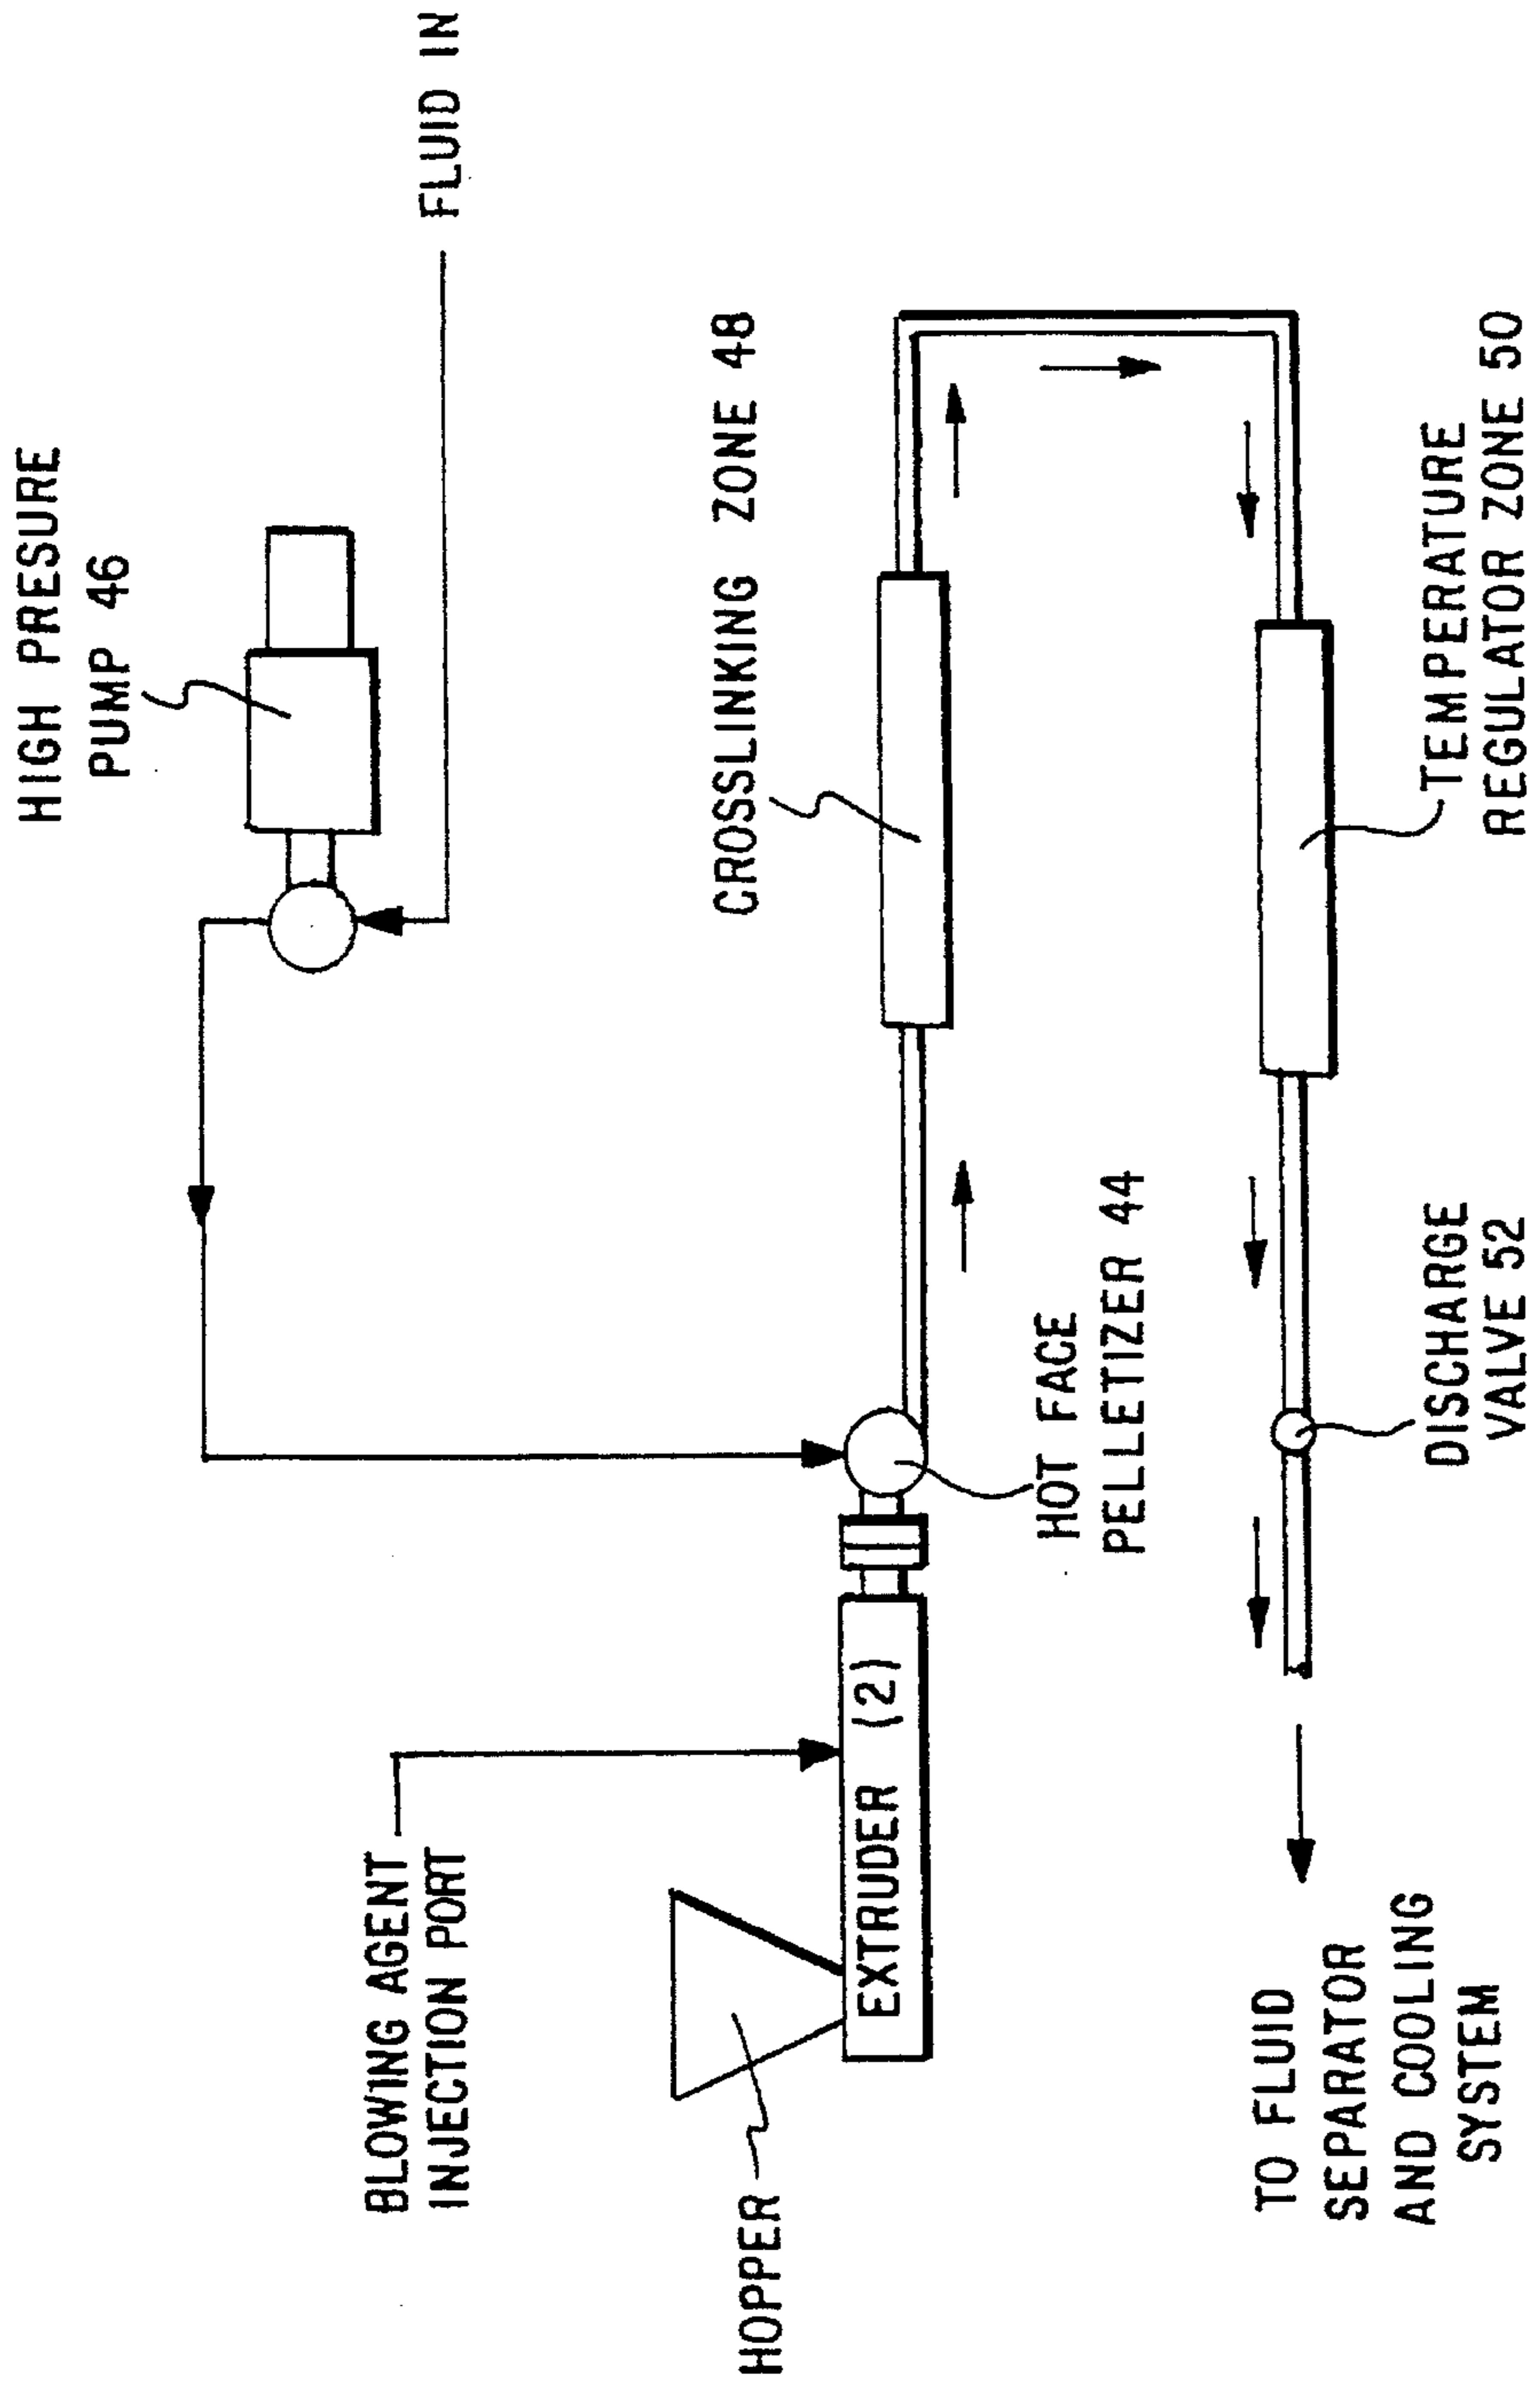 HIGH PRESSURE
PUMP 46
FLUID IN
BLOWING AGENT
INJECTION PORT
HOPPER
CROSSLINKING ZONE 48
EXTRUDER (2)
HOT FACE
PELLETIZER 44
TO FLUID
SEPARATOR
AND COOLING
SYSTEM
DISCHARGE
VALVE 52
TEMPERATURE
REGULATOR ZONE 50